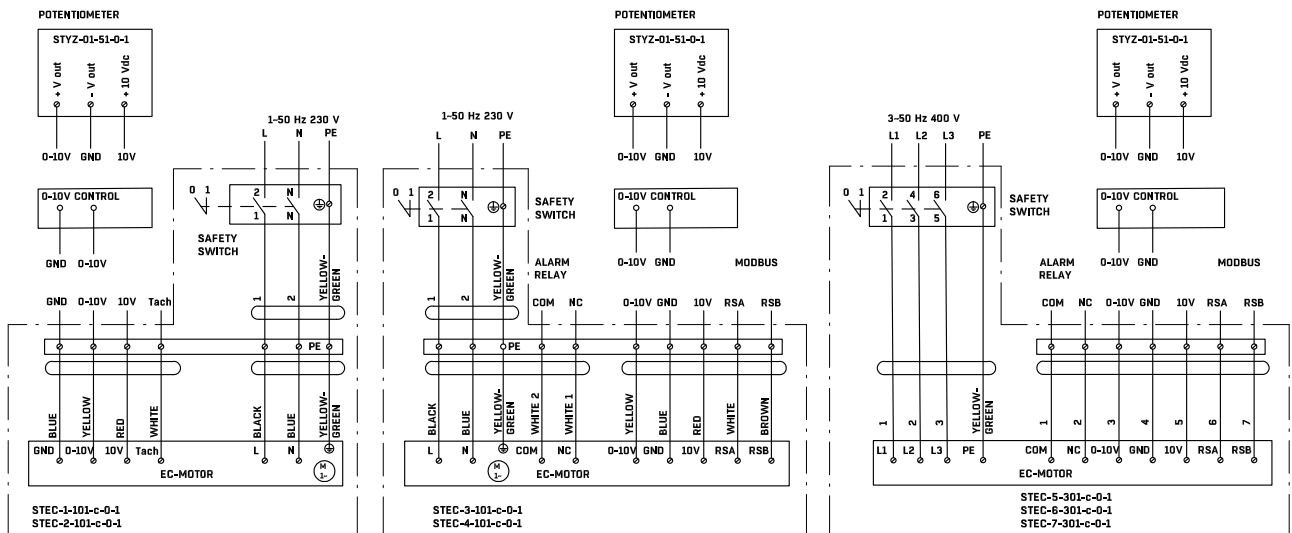 POTENTIOMETER
STYZ-01-51-0-1
+ V out
- V out
+ 10 Vdc
0-10V GND 10V
0-10V CONTROL
GND 0-10V
GND 0-10V 10V Tach
1-50 Hz 230 V
L N PE
0 1
2 N
1 N
SAFETY
SWITCH
1
2
YELLOW-
GREEN
PE
BLUE
YELLOW
RED
WHITE
BLACK
BLUE
YELLOW-
GREEN
GND 0-10V 10V Tach L N
EC-MOTOR
M
1~
STEC-1-101-c-0-1
STEC-2-101-c-0-1
1-50 Hz 230 V
L N PE
0 1
2 N
1 N
SAFETY
SWITCH
POTENTIOMETER
STYZ-01-51-0-1
+ V out
- V out
+ 10 Vdc
0-10V GND 10V
0-10V CONTROL
0-10V GND
1
2
YELLOW-
GREEN
ALARM
RELAY
MODBUS
COM NC 0-10V GND 10V RSA RSB
PE
BLACK
BLUE
YELLOW-
GREEN
WHITE 2
WHITE 1
YELLOW
BLUE
RED
WHITE
BROWN
L N COM NC 0-10V GND 10V RSA RSB
M
1~
EC-MOTOR
STEC-3-101-c-0-1
STEC-4-101-c-0-1
3-50 Hz 400 V
L1 L2 L3 PE
0 1
2 4 6
1 3 5
SAFETY
SWITCH
POTENTIOMETER
STYZ-01-51-0-1
+ V out
- V out
+ 10 Vdc
0-10V GND 10V
0-10V CONTROL
0-10V GND
ALARM
RELAY
MODBUS
COM NC 0-10V GND 10V RSA RSB
1
2
3
YELLOW-
GREEN
1
2
3
4
5
6
7
L1 L2 L3 PE COM NC 0-10V GND 10V RSA RSB
EC-MOTOR
STEC-5-301-c-0-1
STEC-6-301-c-0-1
STEC-7-301-c-0-1